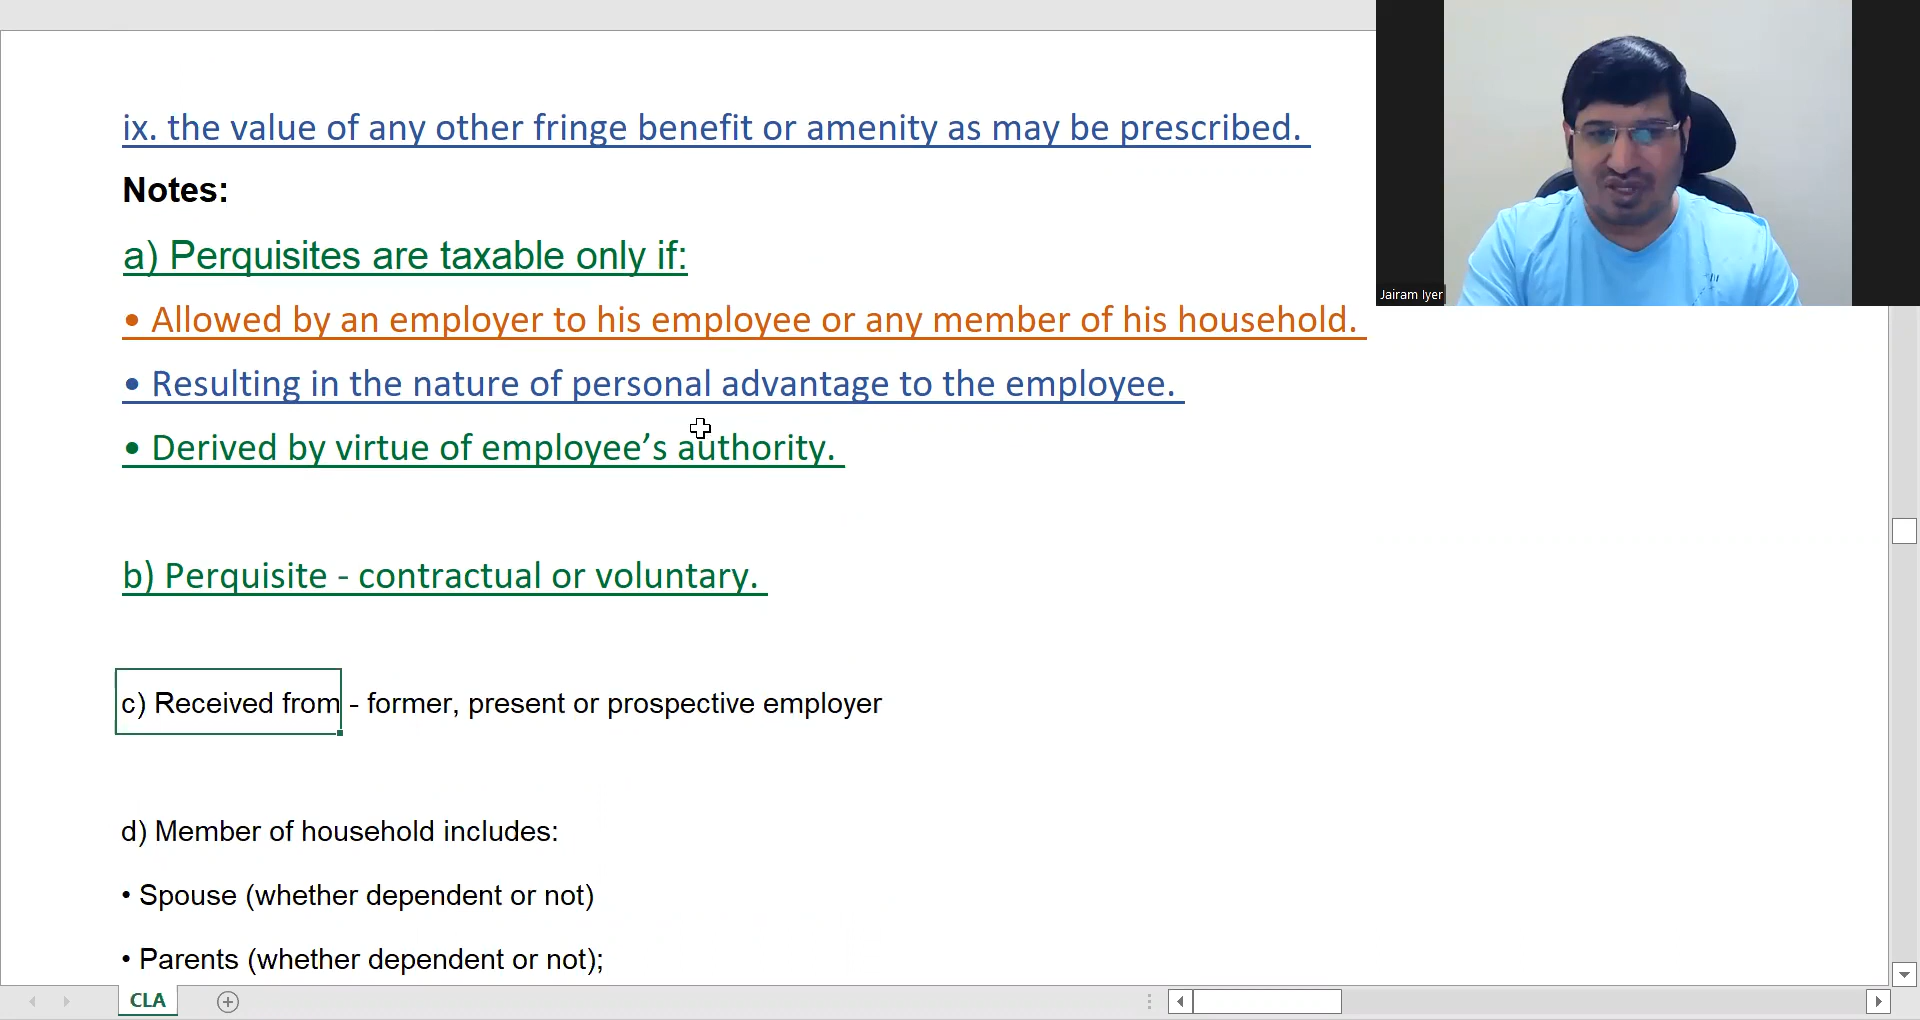 ix. the value of any other fringe benefit or amenity as may be prescribed.
Notes:
a) Perquisites are taxable only if:
• Allowed by an employer to his employee or any member of his household.
• Resulting in the nature of personal advantage to the employee.
• Derived by virtue of employee’s authority.
b) Perquisite - contractual or voluntary.
c) Received from - former, present or prospective employer
d) Member of household includes:
• Spouse (whether dependent or not)
• Parents (whether dependent or not);
CLA
Jairam Iyer